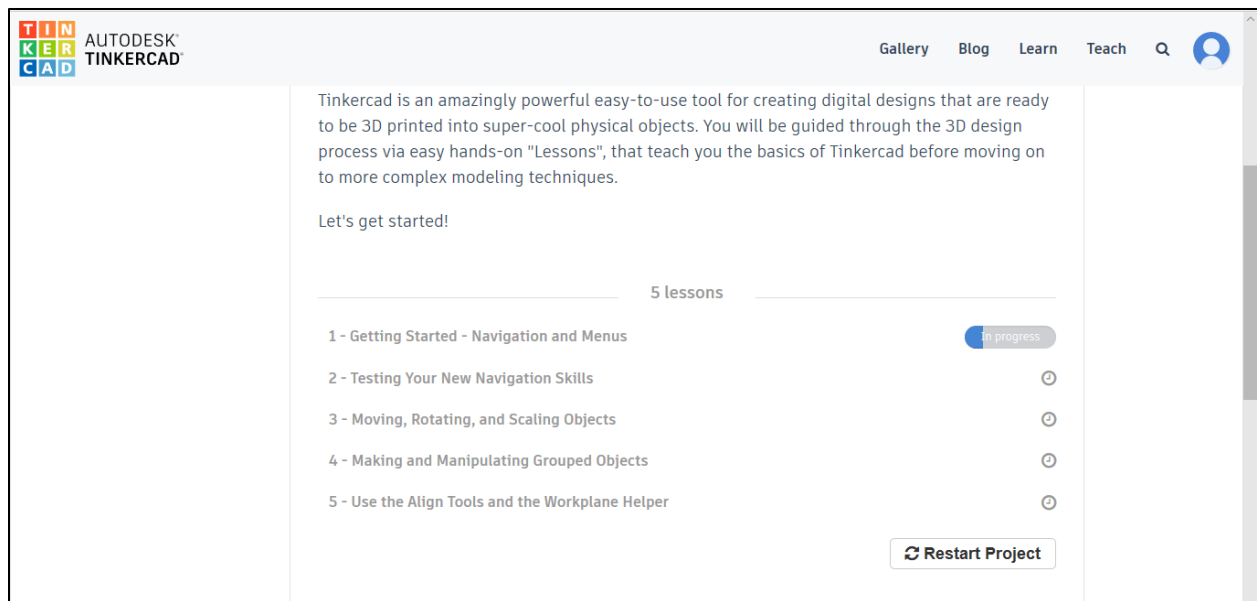 TIN
KER
CAD
AUTODESK®
TINKERCAD®
Gallery Blog Learn Teach
Tinkercad is an amazingly powerful easy-to-use tool for creating digital designs that are ready
to be 3D printed into super-cool physical objects. You will be guided through the 3D design
process via easy hands-on "Lessons", that teach you the basics of Tinkercad before moving on
to more complex modeling techniques.
Let's get started!
5 lessons
1 - Getting Started - Navigation and Menus In progress
2 - Testing Your New Navigation Skills
3 - Moving, Rotating, and Scaling Objects
4 - Making and Manipulating Grouped Objects
5 - Use the Align Tools and the Workplane Helper
Restart Project